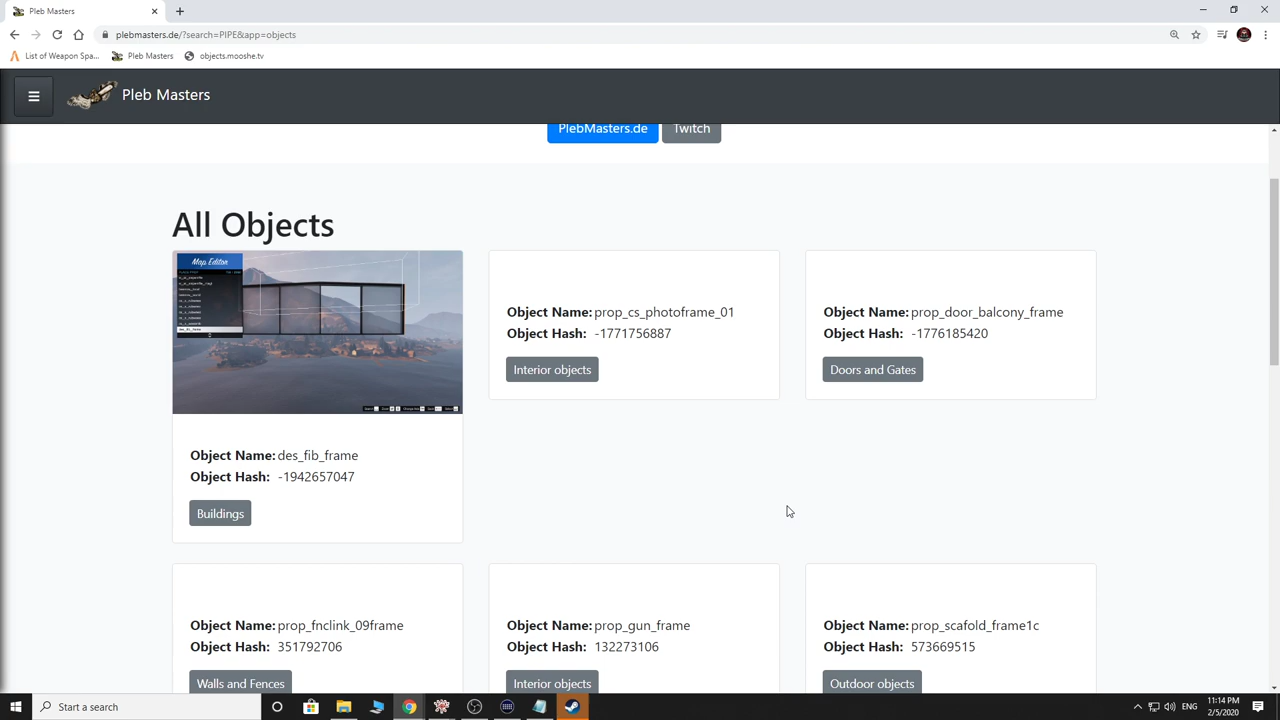 Pleb Masters
plebmasters.de/?search=PIPE&app=objects
List of Weapon Spa...
Pleb Masters
objects.mooshe.tv
Pleb Masters
PlebMasters.de
Twitch
All Objects
Map Editor
Object Name: des_fib_frame
Object Hash: -1942657047
Buildings
Object Name: prop_cs_photoframe_01
Object Hash: -1771756887
Interior objects
Object Name: prop_door_balcony_frame
Object Hash: -1776185420
Doors and Gates
Object Name: prop_fnclink_09frame
Object Hash: 351792706
Walls and Fences
Object Name: prop_gun_frame
Object Hash: 132273106
Interior objects
Object Name: prop_scafold_frame1c
Object Hash: 573669515
Outdoor objects
Start a search
ENG
11:14 PM
2/5/2020